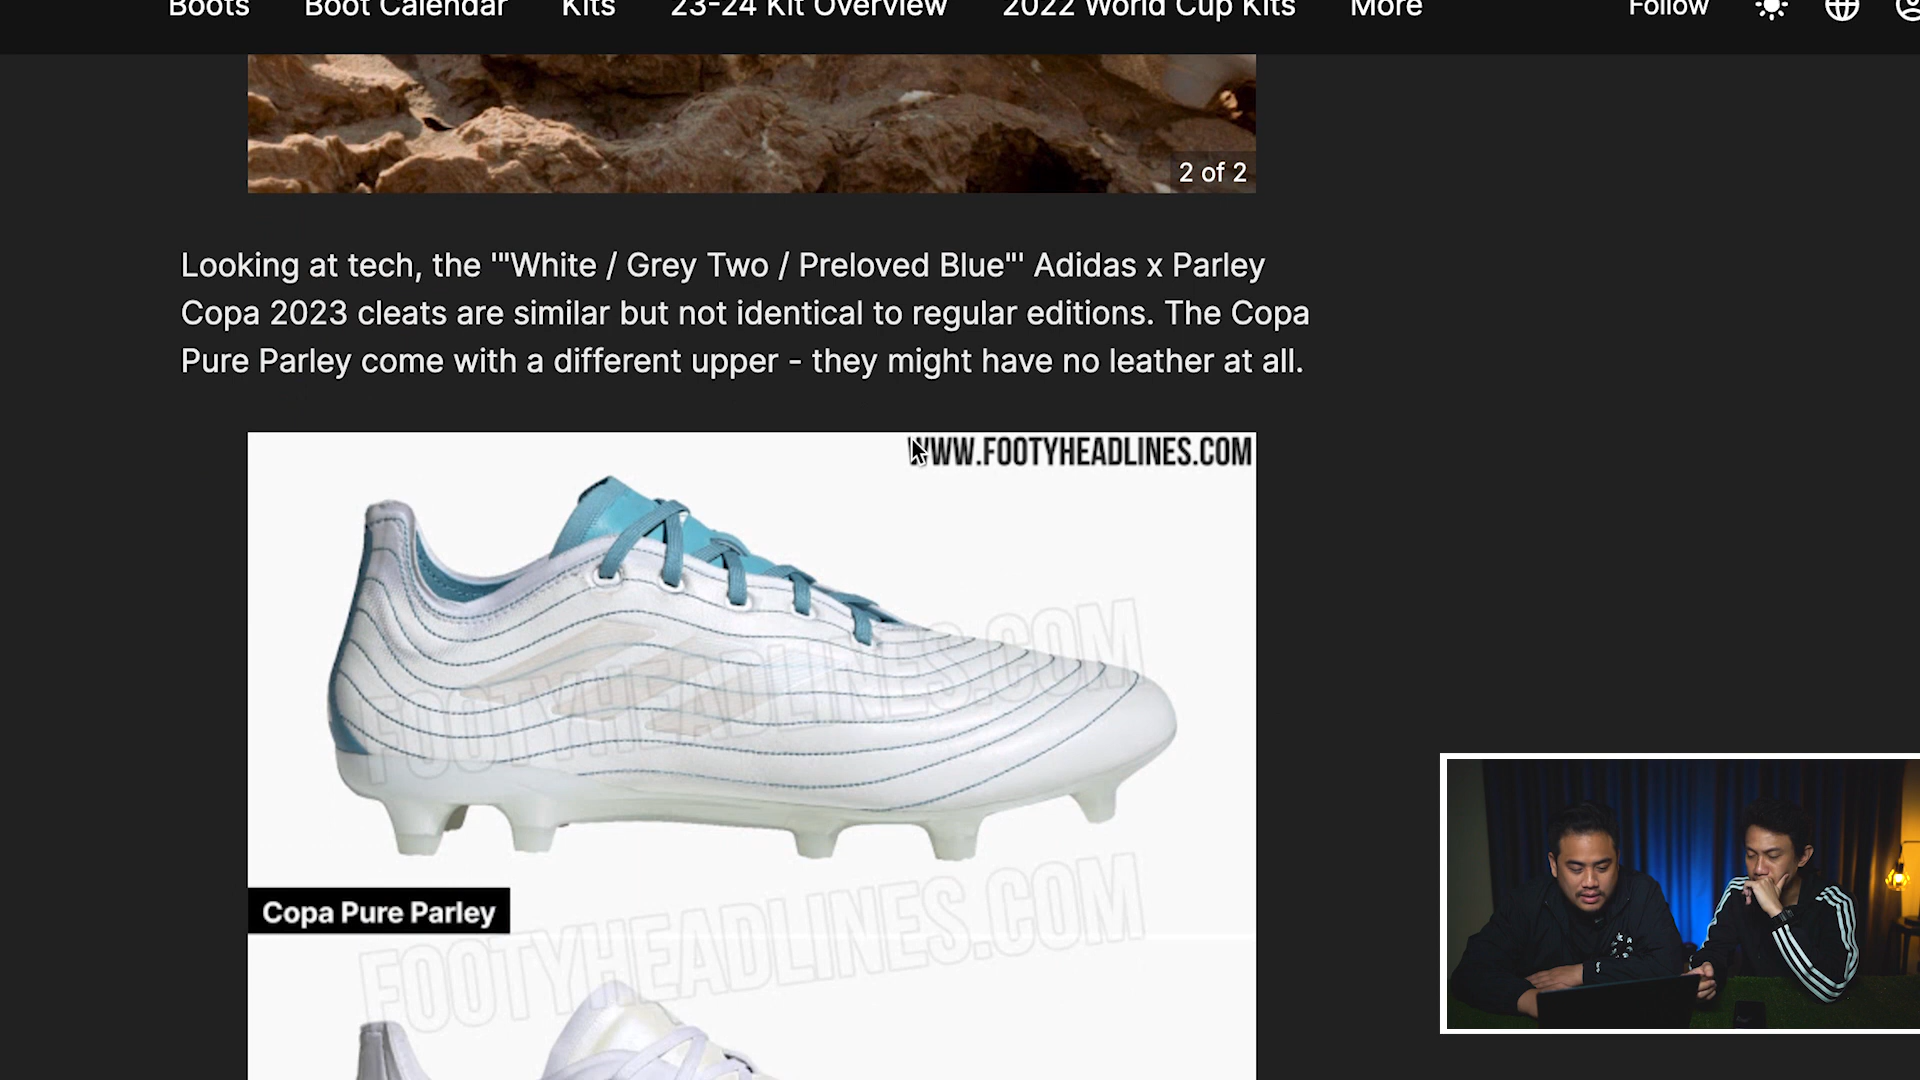 Boots Boot Calendar Kits 23-24 Kit Overview 2022 World Cup Kits More Follow
2 of 2
Looking at tech, the '"White / Grey Two / Preloved Blue"' Adidas x Parley
Copa 2023 cleats are similar but not identical to regular editions. The Copa
Pure Parley come with a different upper - they might have no leather at all.
WWW.FOOTYHEADLINES.COM
FOOTYHEADLINES.COM
Copa Pure Parley
FOOTYHEADLINES.COM